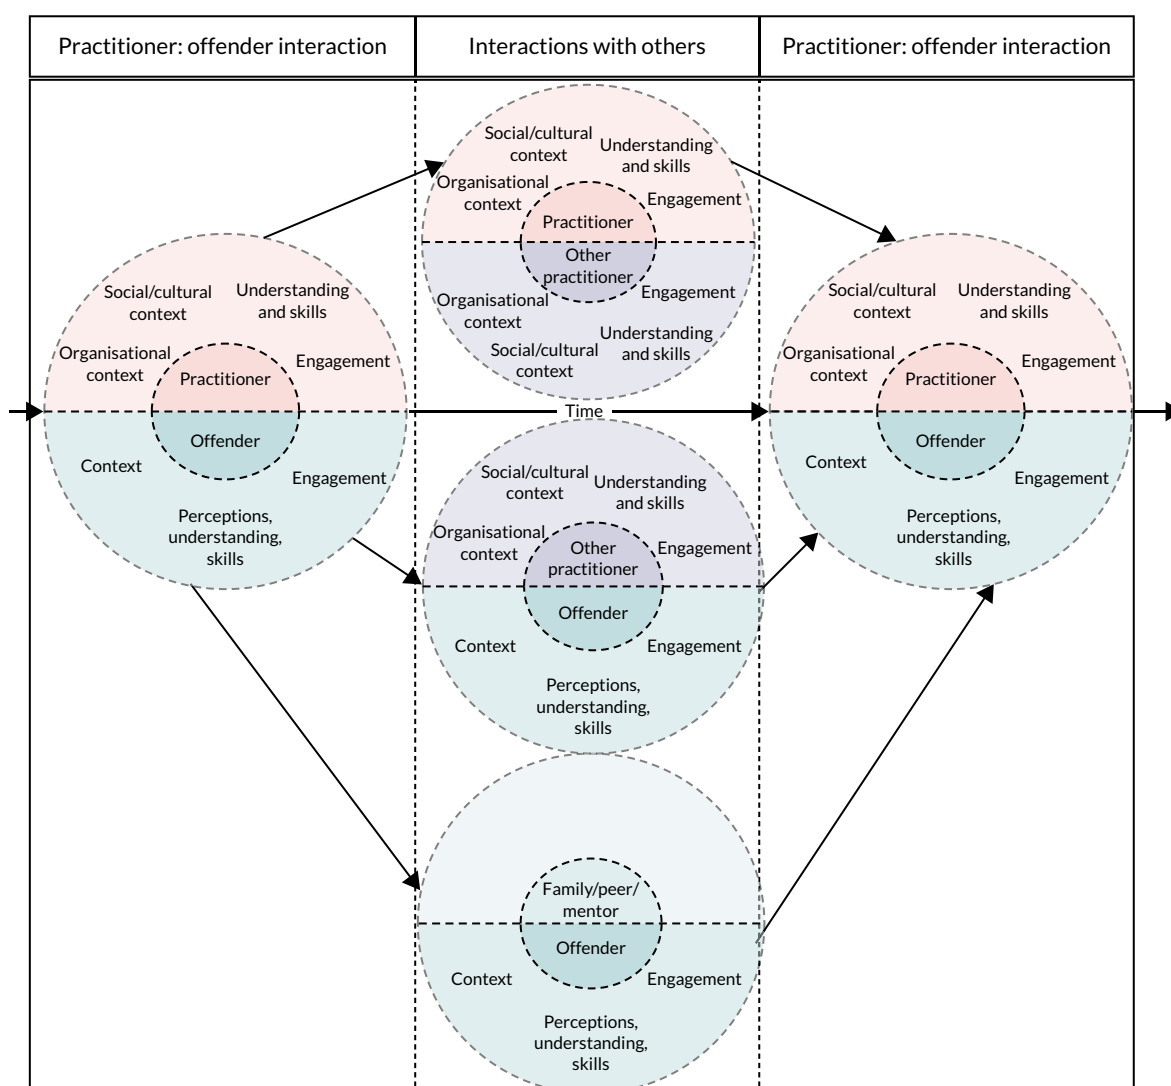 Practitioner: offender interaction
Interactions with others
Practitioner: offender interaction
Social/cultural
context
Understanding
and skills
Organisational
context
Engagement
Practitioner
Offender
Context
Engagement
Perceptions,
understanding,
skills
Social/cultural
context
Understanding
and skills
Organisational
context
Engagement
Practitioner
Other
practitioner
Organisational
context
Engagement
Social/cultural
context
Understanding
and skills
Time
Social/cultural
context
Understanding
and skills
Organisational
context
Engagement
Other
practitioner
Offender
Context
Engagement
Perceptions,
understanding,
skills
Family/peer/
mentor
Offender
Context
Engagement
Perceptions,
understanding,
skills
Social/cultural
context
Understanding
and skills
Organisational
context
Engagement
Practitioner
Offender
Context
Engagement
Perceptions,
understanding,
skills